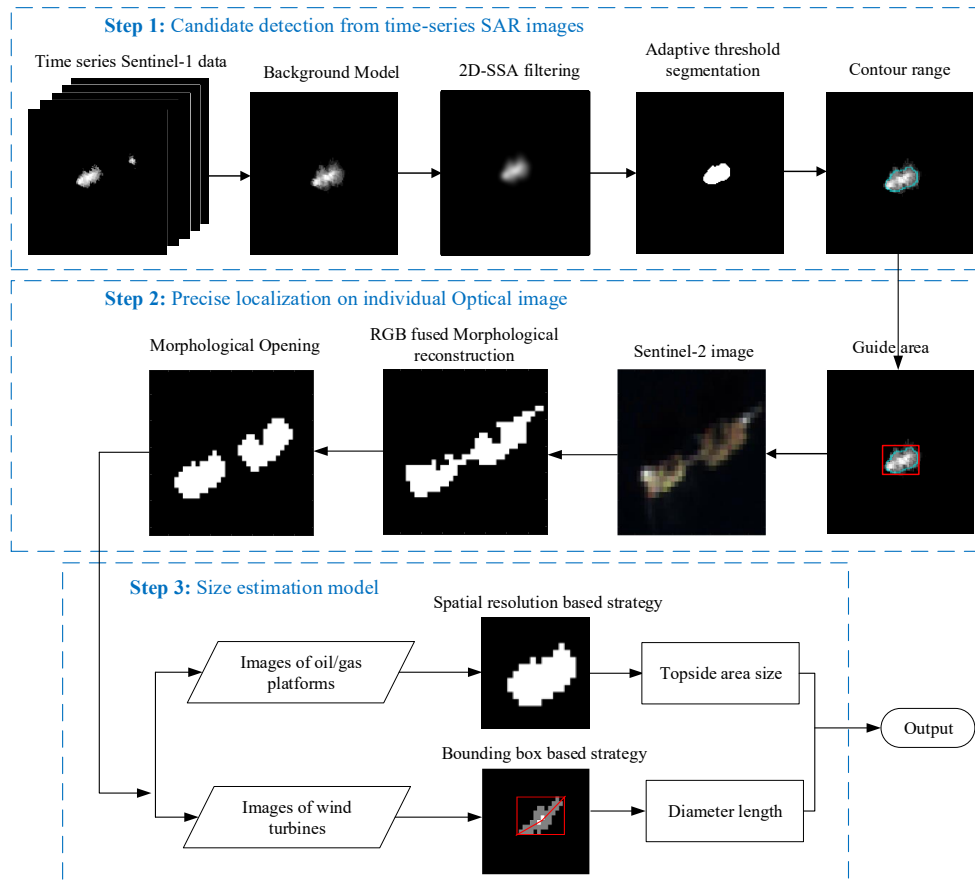 Step 1: Candidate detection from time-series SAR images
Time series Sentinel-1 data
Background Model
2D-SSA filtering
Adaptive threshold
segmentation
Contour range
Step 2: Precise localization on individual Optical image
Morphological Opening
RGB fused Morphological
reconstruction
Sentinel-2 image
Guide area
Step 3: Size estimation model
Spatial resolution based strategy
Images of oil/gas
platforms
Topside area size
Output
Bounding box based strategy
Images of wind
turbines
Diameter length